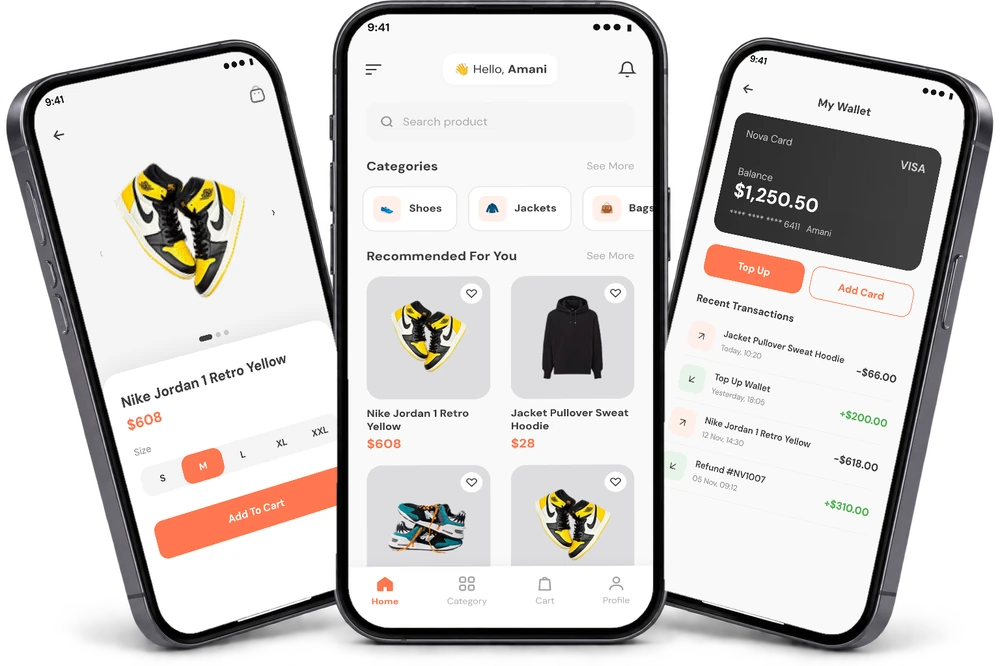 9:41
Nike Jordan 1 Retro Yellow
$608
Size
S M L XL XXL
Add To Cart
9:41
👋 Hello, Amani
Search product
Categories See More
Shoes Jackets Bags
Recommended For You See More
Nike Jordan 1 Retro
Yellow
$608
Jacket Pullover Sweat
Hoodie
$28
Home Category Cart Profile
9:41
My Wallet
Nova Card
VISA
Balance
$1,250.50
**** **** **** 6411 Amani
Top Up Add Card
Recent Transactions
Jacket Pullover Sweat Hoodie
Today, 10:20
-$66.00
Top Up Wallet
Yesterday, 18:05
+$200.00
Nike Jordan 1 Retro Yellow
12 Nov, 14:30
-$618.00
Refund #NV1007
05 Nov, 09:12
+$310.00